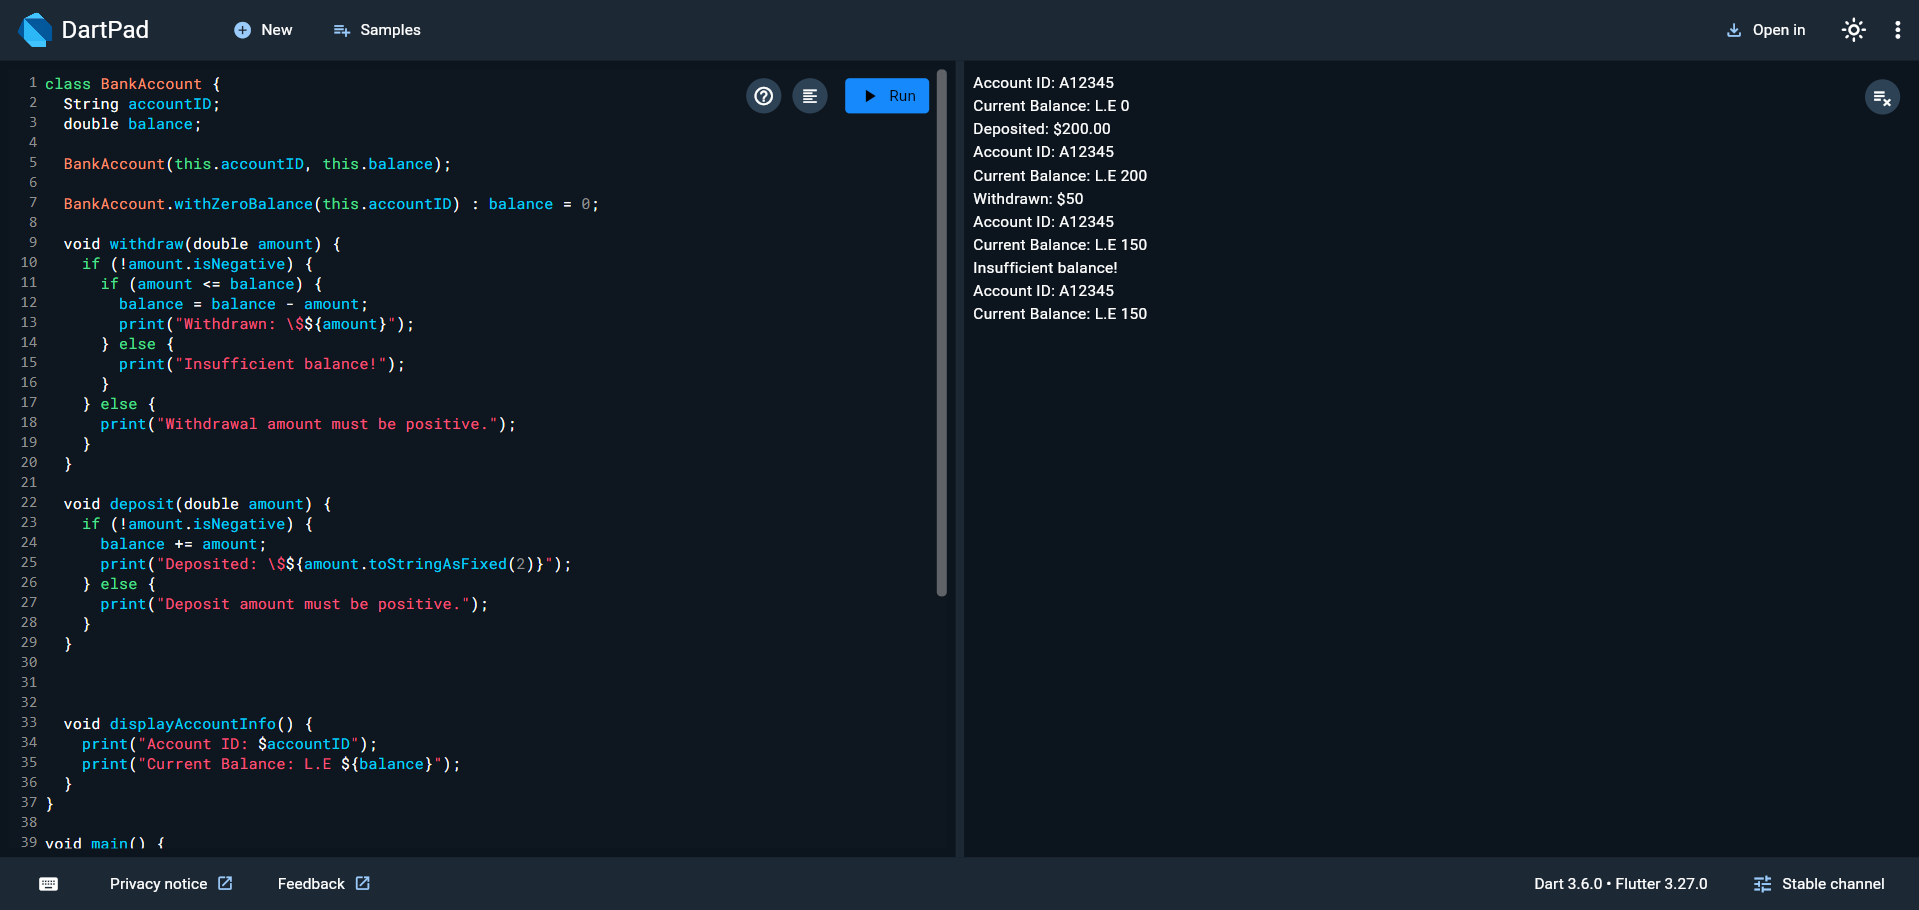 DartPad
New
Samples
Open in
1 class BankAccount {
2   String accountID;
3   double balance;
4
5   BankAccount(this.accountID, this.balance);
6
7   BankAccount.withZeroBalance(this.accountID) : balance = 0;
8
9   void withdraw(double amount) {
10     if (!amount.isNegative) {
11       if (amount <= balance) {
12         balance = balance - amount;
13         print("Withdrawn: \$${amount}");
14       } else {
15         print("Insufficient balance!");
16       }
17     } else {
18       print("Withdrawal amount must be positive.");
19     }
20   }
21
22   void deposit(double amount) {
23     if (!amount.isNegative) {
24       balance += amount;
25       print("Deposited: \$${amount.toStringAsFixed(2)}");
26     } else {
27       print("Deposit amount must be positive.");
28     }
29   }
30
31
32
33   void displayAccountInfo() {
34     print("Account ID: $accountID");
35     print("Current Balance: L.E ${balance}");
36   }
37 }
38
39 void main() {
Run
Account ID: A12345
Current Balance: L.E 0
Deposited: $200.00
Account ID: A12345
Current Balance: L.E 200
Withdrawn: $50
Account ID: A12345
Current Balance: L.E 150
Insufficient balance!
Account ID: A12345
Current Balance: L.E 150
Privacy notice
Feedback
Dart 3.6.0 • Flutter 3.27.0
Stable channel